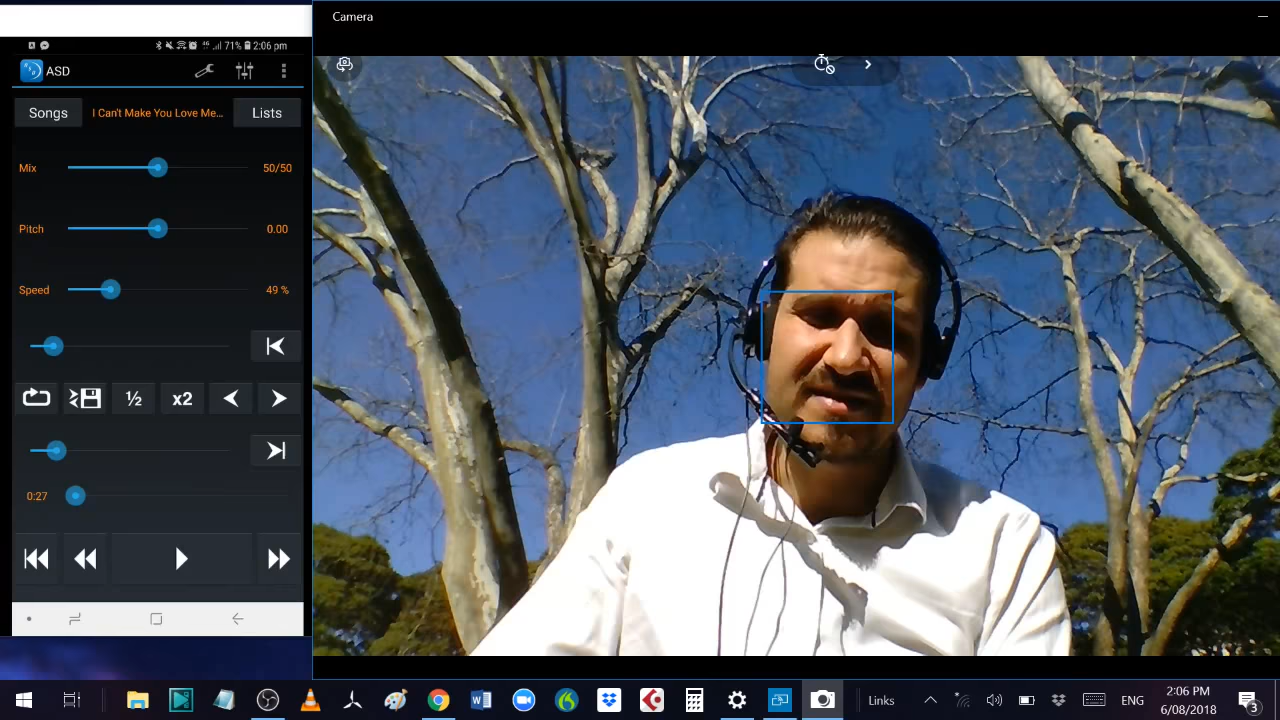 Camera
71% 2:06 pm
ASD
Songs
I Can't Make You Love Me...
Lists
Mix
50/50
Pitch
0.00
Speed
49 %
½
x2
0:27
Links
ENG
2:06 PM
6/08/2018
3